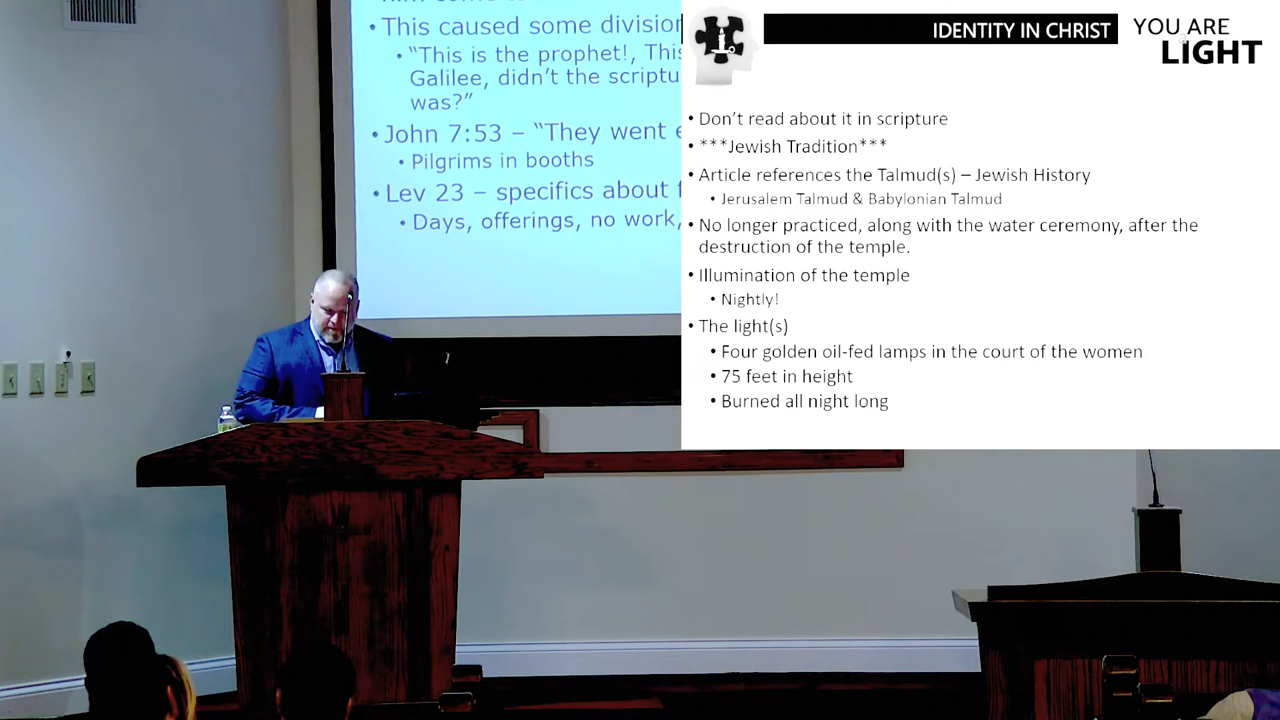 This caused some division
"This is the prophet!, This
Galilee, didn't the scriptu
was?"
John 7:53 – "They went e
Pilgrims in booths
Lev 23 – specifics about f
Days, offerings, no work,
IDENTITY IN CHRIST
YOU ARE
LIGHT
• Don't read about it in scripture
• ***Jewish Tradition***
• Article references the Talmud(s) – Jewish History
• Jerusalem Talmud & Babylonian Talmud
• No longer practiced, along with the water ceremony, after the
destruction of the temple.
• Illumination of the temple
• Nightly!
• The light(s)
• Four golden oil-fed lamps in the court of the women
• 75 feet in height
• Burned all night long